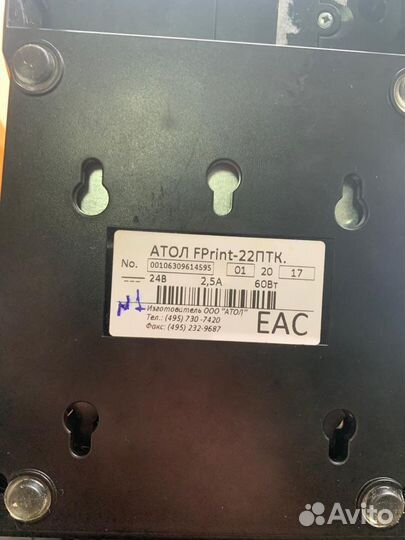 АТОЛ FPrint-22ПТК.
No. 00106309614595 01 20 17
24В 2,5А 60Вт
№1
Изготовитель ООО "АТОЛ"
Тел.: (495) 730 -7420
Факс: (495) 232-9687
EAC
Avito